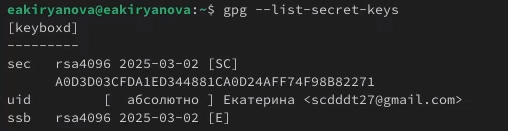 eakiryanova@eakiryanova:~$ gpg --list-secret-keys
[keyboxd]
---------
sec   rsa4096 2025-03-02 [SC]
      A0D3D03CFDA1ED344881CA0D24AFF74F98B82271
uid           [  абсолютно ] Екатерина <scdddt27@gmail.com>
ssb   rsa4096 2025-03-02 [E]